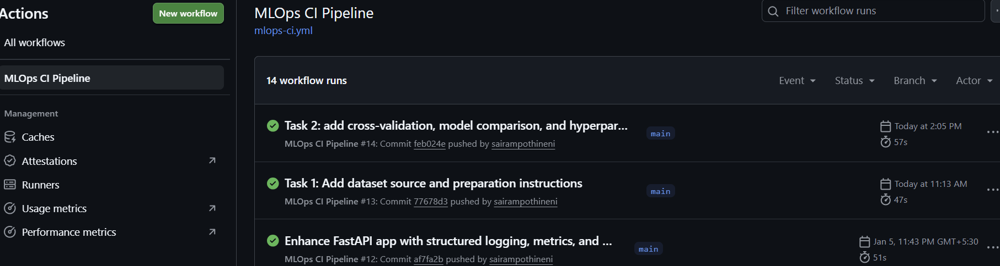 Actions
New workflow
All workflows
MLOps CI Pipeline
Management
Caches
Attestations
Runners
Usage metrics
Performance metrics
MLOps CI Pipeline
mlops-ci.yml
Filter workflow runs
14 workflow runs
Event
Status
Branch
Actor
Task 2: add cross-validation, model comparison, and hyperpar...
MLOps CI Pipeline #14: Commit feb024e pushed by sairampothineni
main
Today at 2:05 PM
57s
Task 1: Add dataset source and preparation instructions
MLOps CI Pipeline #13: Commit 77678d3 pushed by sairampothineni
main
Today at 11:13 AM
47s
Enhance FastAPI app with structured logging, metrics, and ...
MLOps CI Pipeline #12: Commit af7fa2b pushed by sairampothineni
main
Jan 5, 11:43 PM GMT+5:30
51s